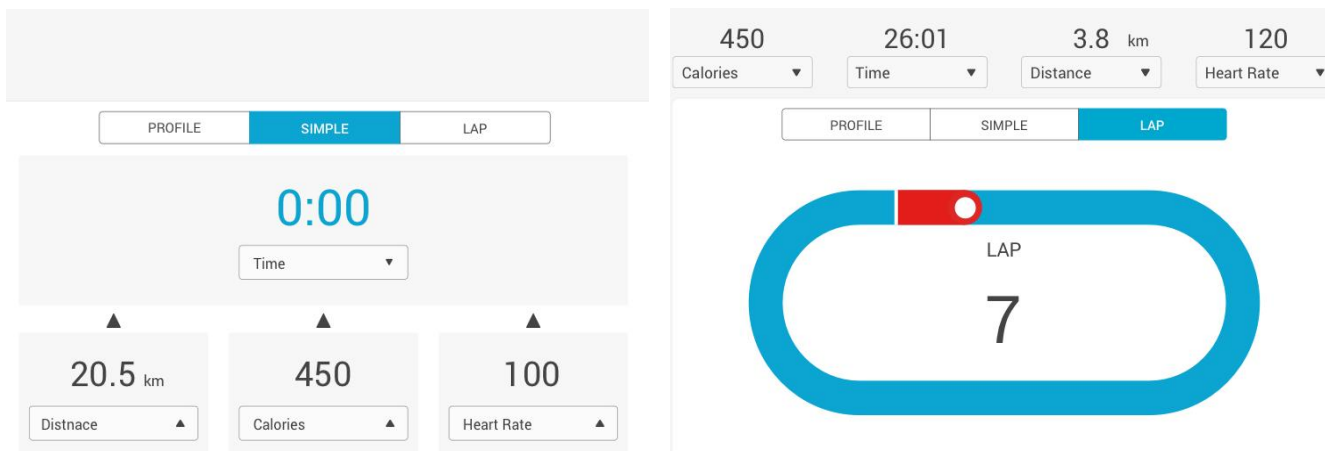 PROFILE SIMPLE LAP
0:00
Time
20.5 km 450 100
Distnace Calories Heart Rate
450 26:01 3.8 km 120
Calories Time Distance Heart Rate
PROFILE SIMPLE LAP
LAP
7